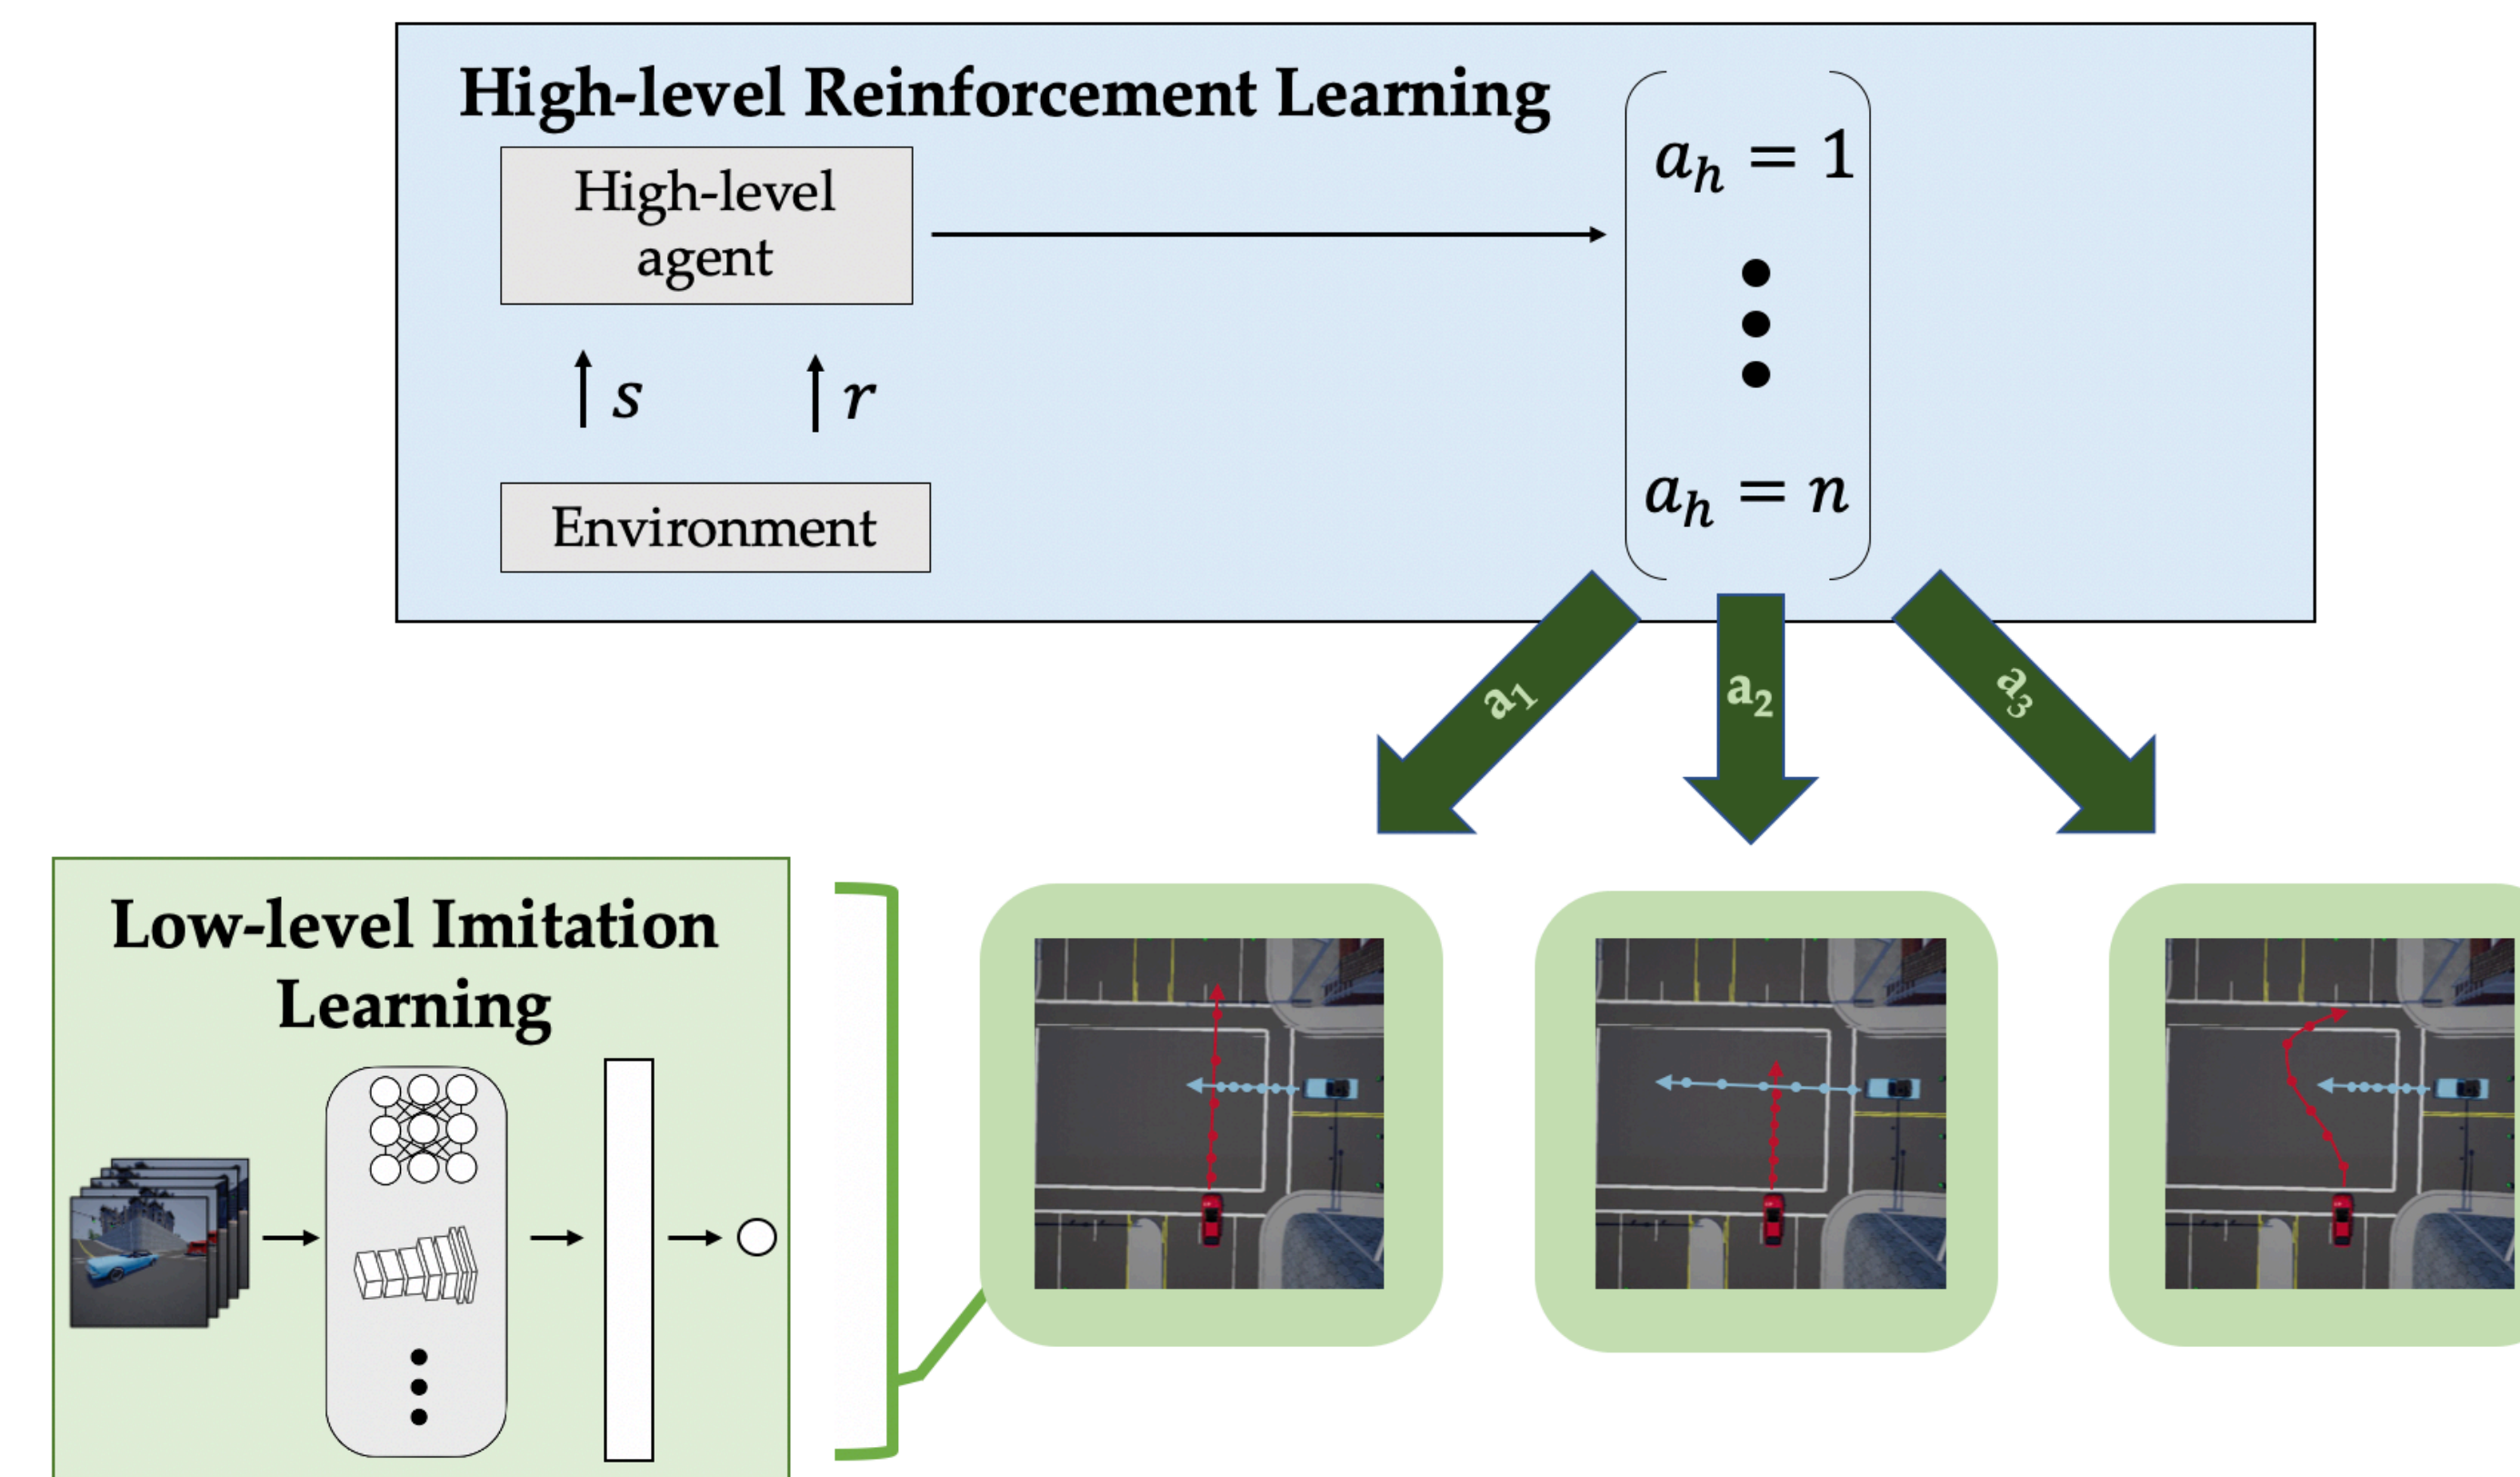 High-level Reinforcement Learning
High-level
agent
s
r
Environment
a_h = 1
a_h = n
a₁
a₂
a₃
Low-level Imitation
Learning